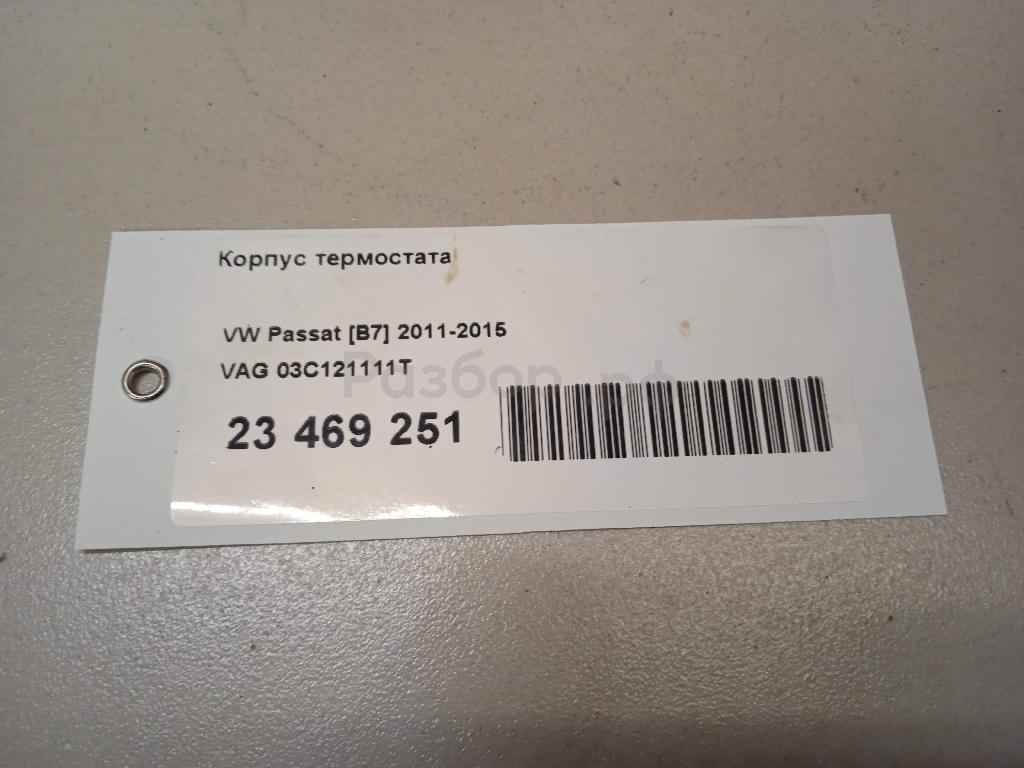 Корпус термостата
VW Passat [B7] 2011-2015
VAG 03C121111T
Разбор.рф
23 469 251